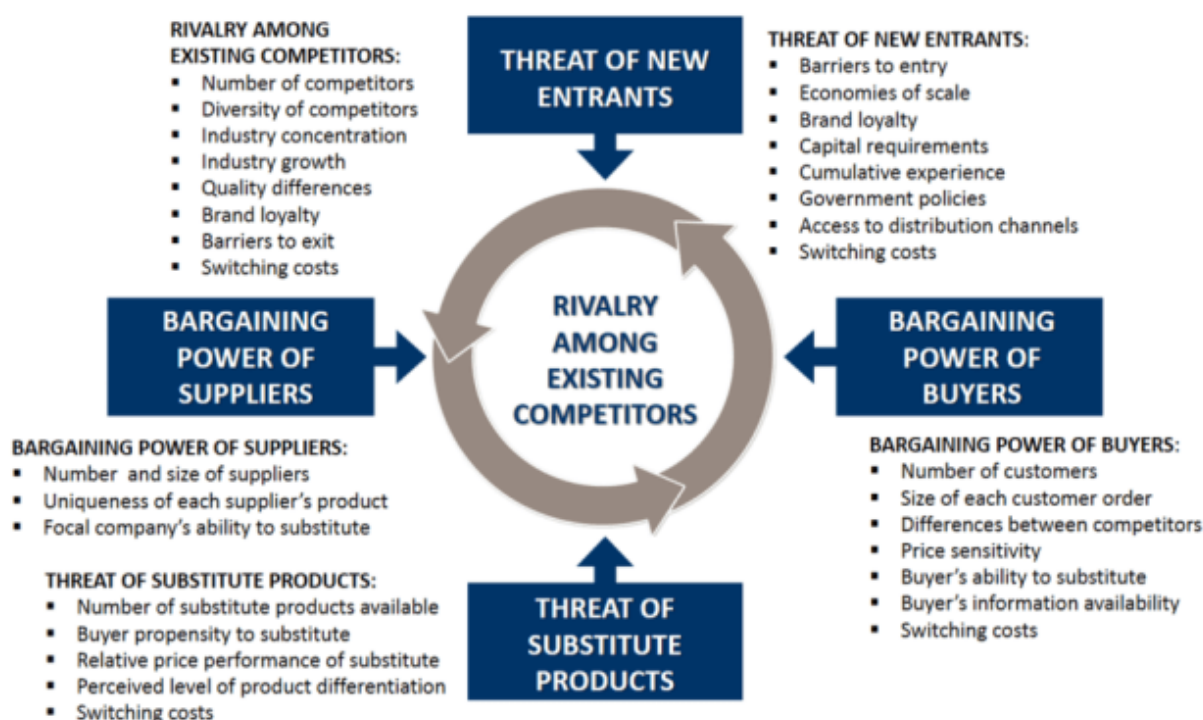 RIVALRY AMONG
EXISTING COMPETITORS:
▪ Number of competitors
▪ Diversity of competitors
▪ Industry concentration
▪ Industry growth
▪ Quality differences
▪ Brand loyalty
▪ Barriers to exit
▪ Switching costs
THREAT OF NEW
ENTRANTS
THREAT OF NEW ENTRANTS:
▪ Barriers to entry
▪ Economies of scale
▪ Brand loyalty
▪ Capital requirements
▪ Cumulative experience
▪ Government policies
▪ Access to distribution channels
▪ Switching costs
BARGAINING
POWER OF
SUPPLIERS
RIVALRY
AMONG
EXISTING
COMPETITORS
BARGAINING
POWER OF
BUYERS
BARGAINING POWER OF SUPPLIERS:
▪ Number and size of suppliers
▪ Uniqueness of each supplier's product
▪ Focal company's ability to substitute
BARGAINING POWER OF BUYERS:
▪ Number of customers
▪ Size of each customer order
▪ Differences between competitors
▪ Price sensitivity
▪ Buyer's ability to substitute
▪ Buyer's information availability
▪ Switching costs
THREAT OF SUBSTITUTE PRODUCTS:
▪ Number of substitute products available
▪ Buyer propensity to substitute
▪ Relative price performance of substitute
▪ Perceived level of product differentiation
▪ Switching costs
THREAT OF
SUBSTITUTE
PRODUCTS